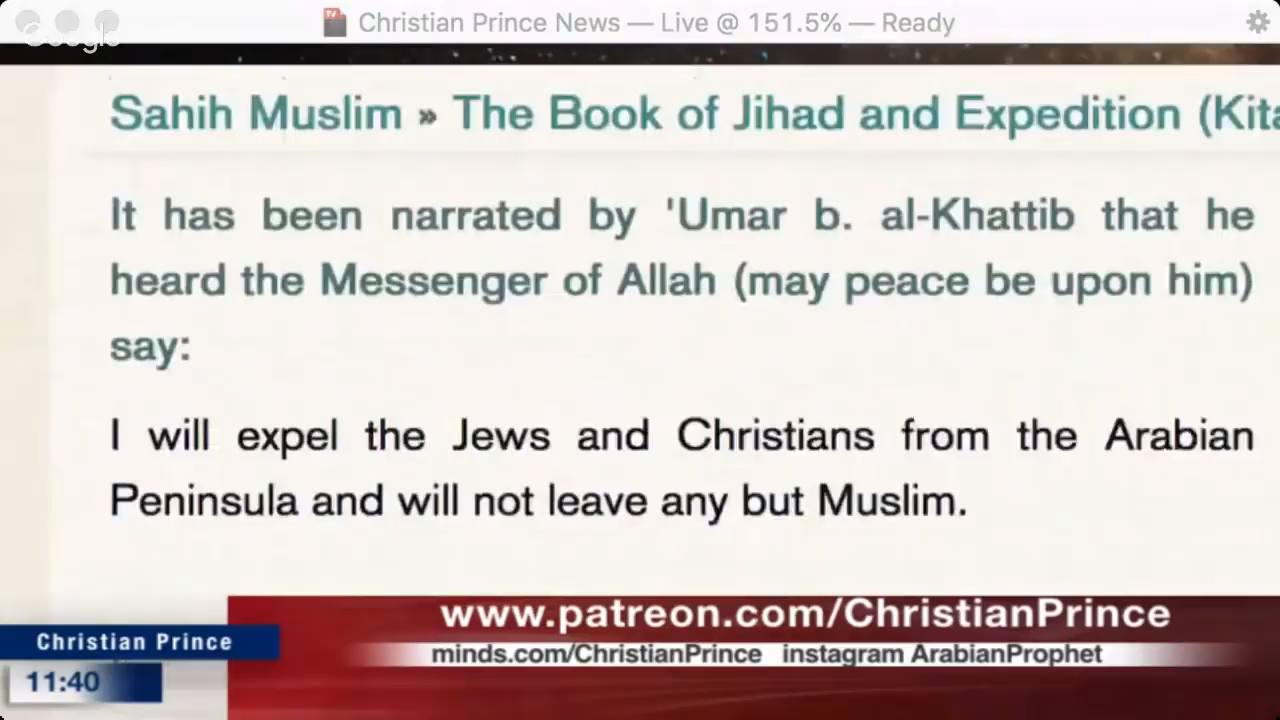 Christian Prince News — Live @ 151.5% — Ready
Google
Sahih Muslim » The Book of Jihad and Expedition (Kita
It has been narrated by 'Umar b. al-Khattib that he
heard the Messenger of Allah (may peace be upon him)
say:
I will expel the Jews and Christians from the Arabian
Peninsula and will not leave any but Muslim.
www.patreon.com/ChristianPrince
Christian Prince
minds.com/ChristianPrince instagram ArabianProphet
11:40